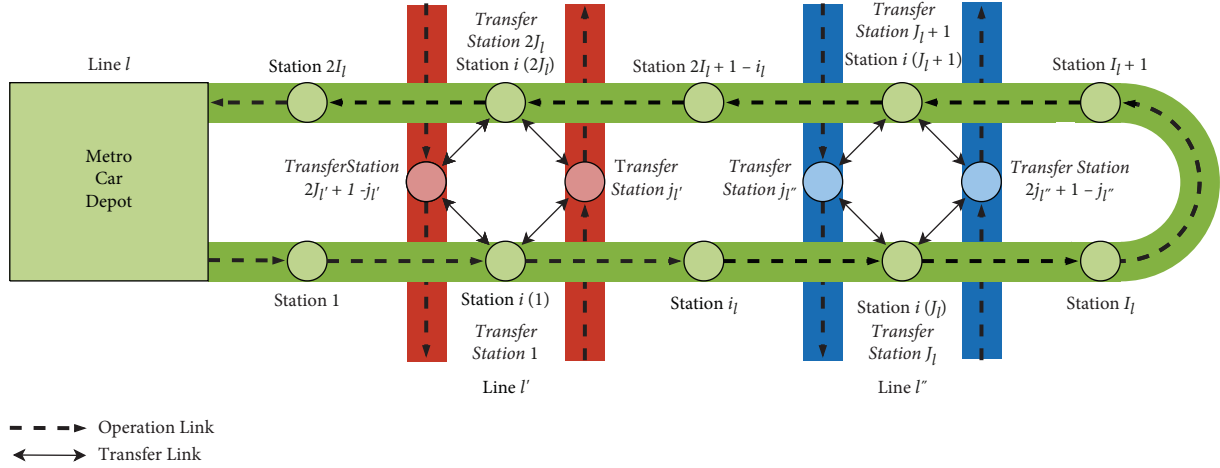 Line l
Station 2I_l
Transfer
Station 2J_l
Station i (2J_l)
Station 2I_l + 1 – i_l
Transfer
Station J_l + 1
Station i (J_l + 1)
Station I_l + 1
Metro
Car
Depot
TransferStation
2J_l′ + 1 -j_l′
Transfer
Station j_l′
Transfer
Station j_l″
Transfer Station
2j_l″ + 1 – j_l″
Station 1
Station i (1)
Transfer
Station 1
Station i_l
Station i (J_l)
Transfer
Station J_l
Station I_l
Line l′
Line l″
Operation Link
Transfer Link